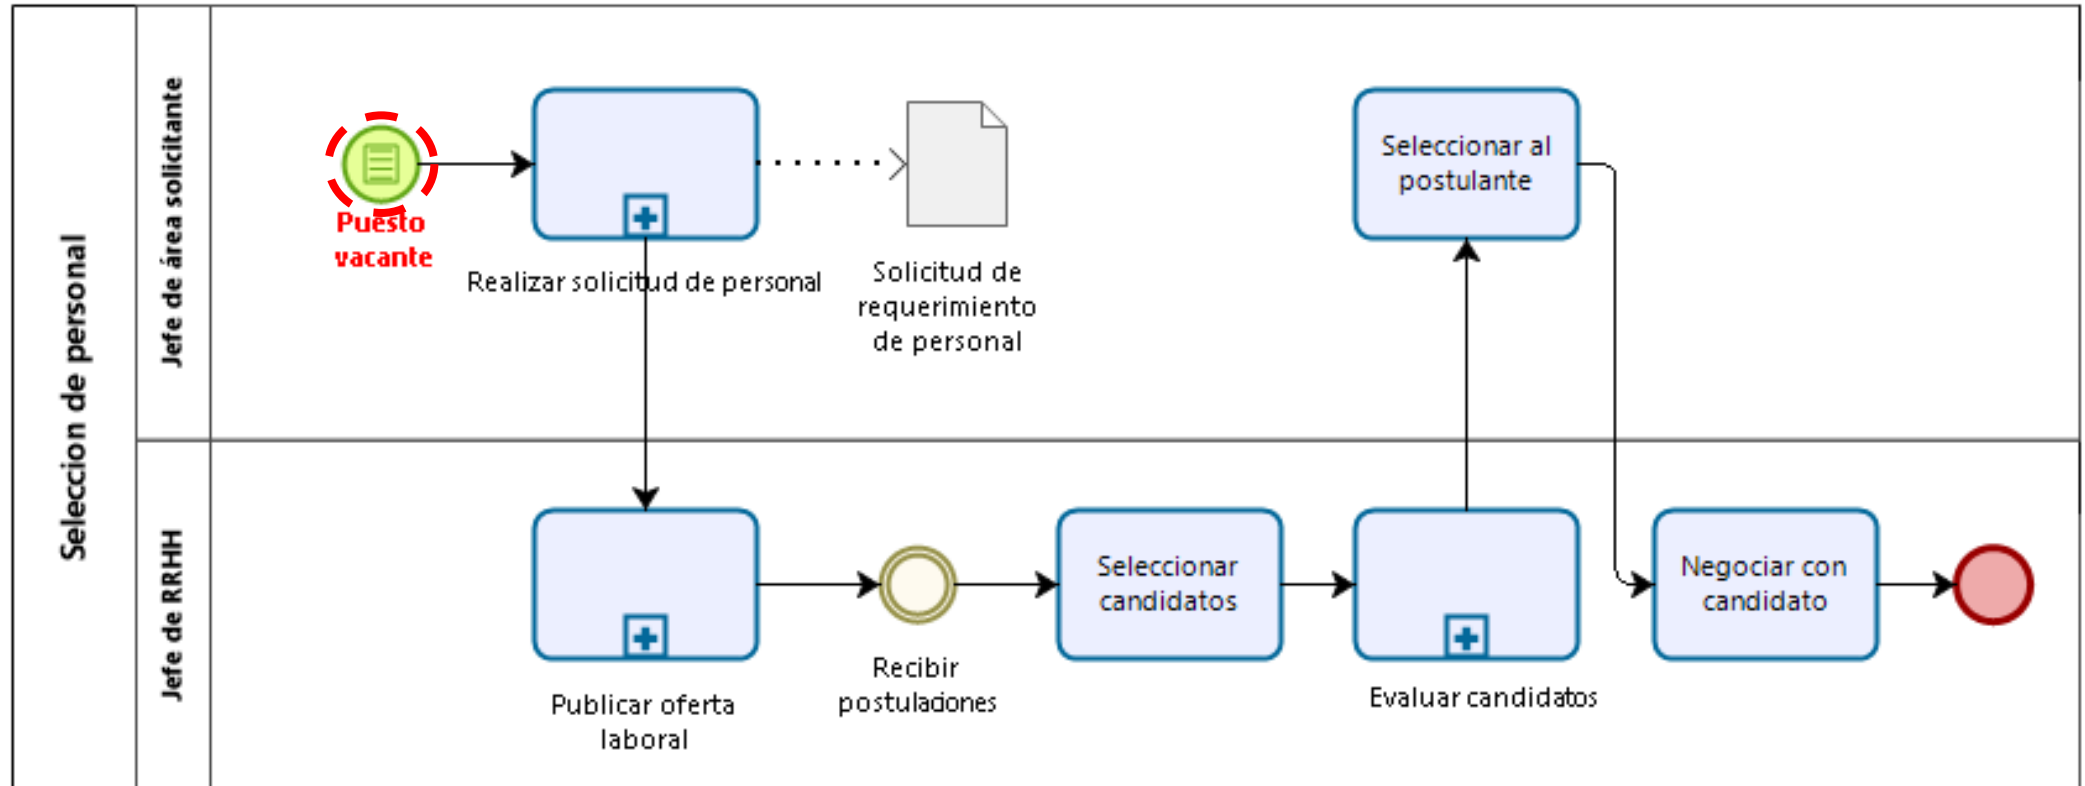 Seleccion de personal
Jefe de área solicitante
Puesto
vacante
Realizar solicitud de personal
Solicitud de
requerimiento
de personal
Seleccionar al
postulante
Jefe de RRHH
Publicar oferta
laboral
Recibir
postulaciones
Seleccionar
candidatos
Evaluar candidatos
Negociar con
candidato